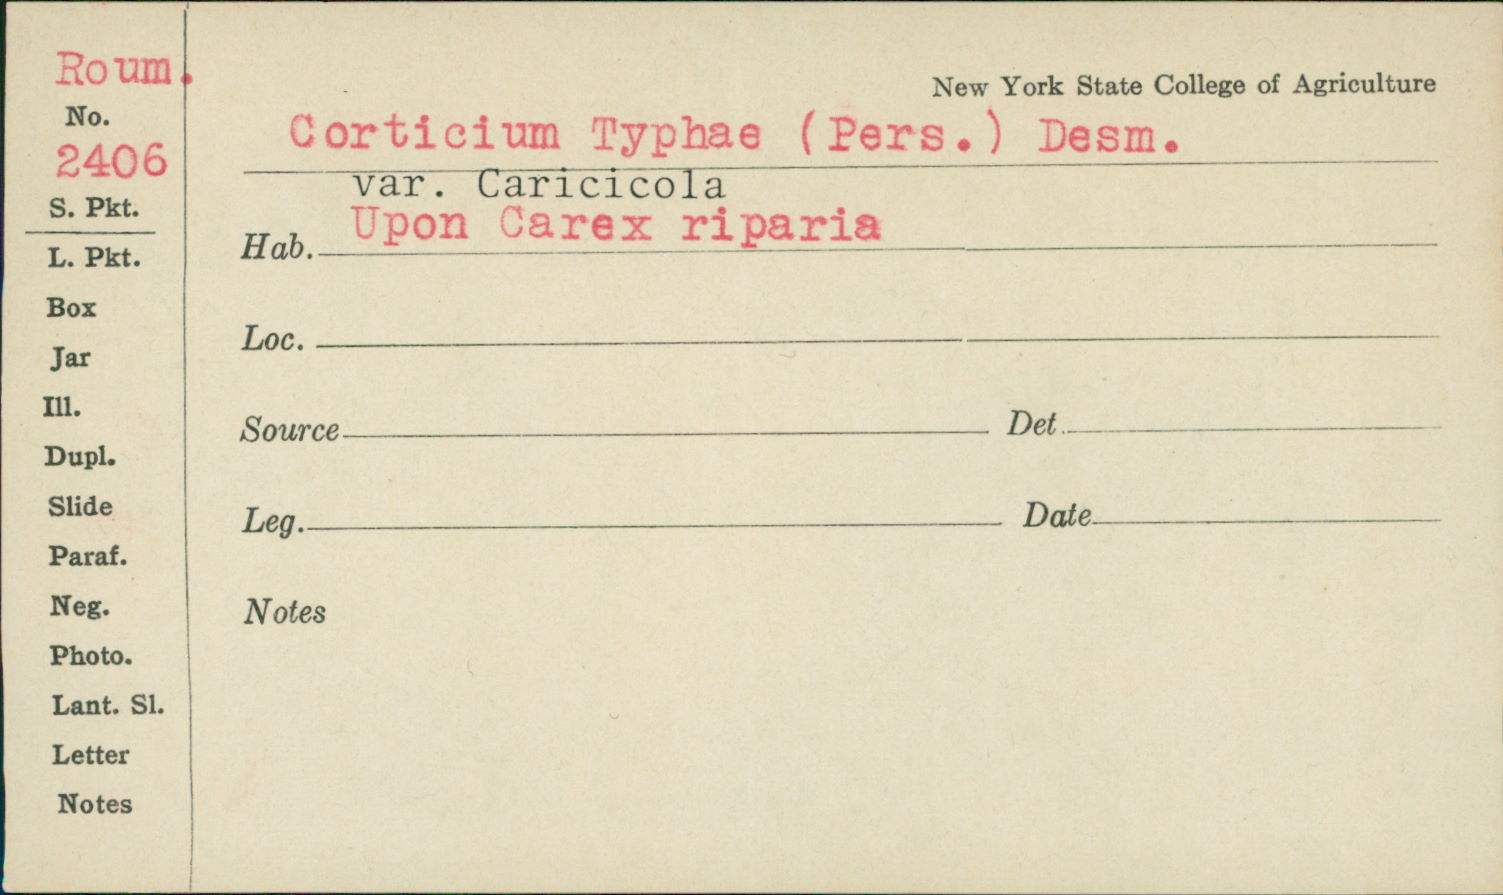 Roum.
No.
2406
S. Pkt.
L. Pkt.
Box
Jar
Ill.
Dupl.
Slide
Paraf.
Neg.
Photo.
Lant. Sl.
Letter
Notes
New York State College of Agriculture
Corticium Typhae (Pers.) Desm.
var. Caricicola
Hab. Upon Carex riparia
Loc.
Source Det.
Leg. Date
Notes